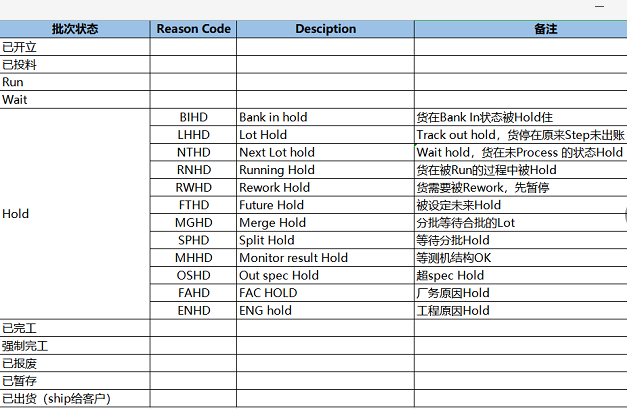 批次状态 Reason Code Desciption 备注
已开立
已投料
Run
Wait
Hold
BIHD Bank in hold 货在Bank In状态被Hold住
LHHD Lot Hold Track out hold，货停在原来Step未出账
NTHD Next Lot hold Wait hold，货在未Process 的状态Hold
RNHD Running Hold 货在被Run的过程中被Hold
RWHD Rework Hold 货需要被Rework，先暂停
FTHD Future Hold 被设定未来Hold
MGHD Merge Hold 分批等待合批的Lot
SPHD Split Hold 等待分批Hold
MHHD Monitor result Hold 等测机结构OK
OSHD Out spec Hold 超spec Hold
FAHD FAC HOLD 厂务原因Hold
ENHD ENG hold 工程原因Hold
已完工
强制完工
已报废
已暂存
已出货（ship给客户）